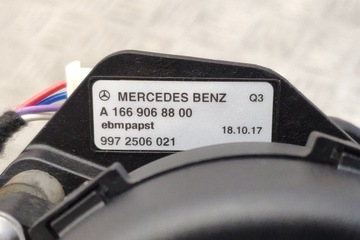 MERCEDES BENZ Q3
A 166 906 88 00
ebmpapst 18.10.17
997 2506 021